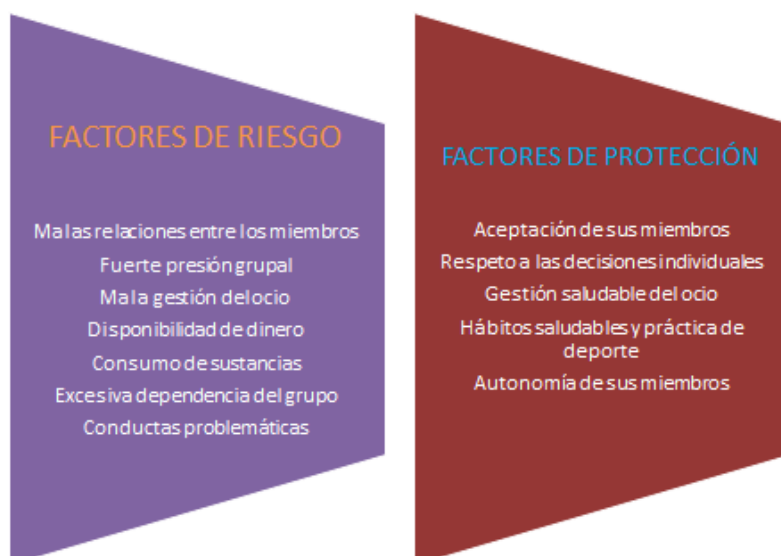 FACTORES DE RIESGO
Malas relaciones entre los miembros
Fuerte presión grupal
Mala gestión del ocio
Disponibilidad de dinero
Consumo de sustancias
Excesiva dependencia del grupo
Conductas problemáticas
FACTORES DE PROTECCIÓN
Aceptación de sus miembros
Respeto a las decisiones individuales
Gestión saludable del ocio
Hábitos saludables y práctica de
deporte
Autonomía de sus miembros